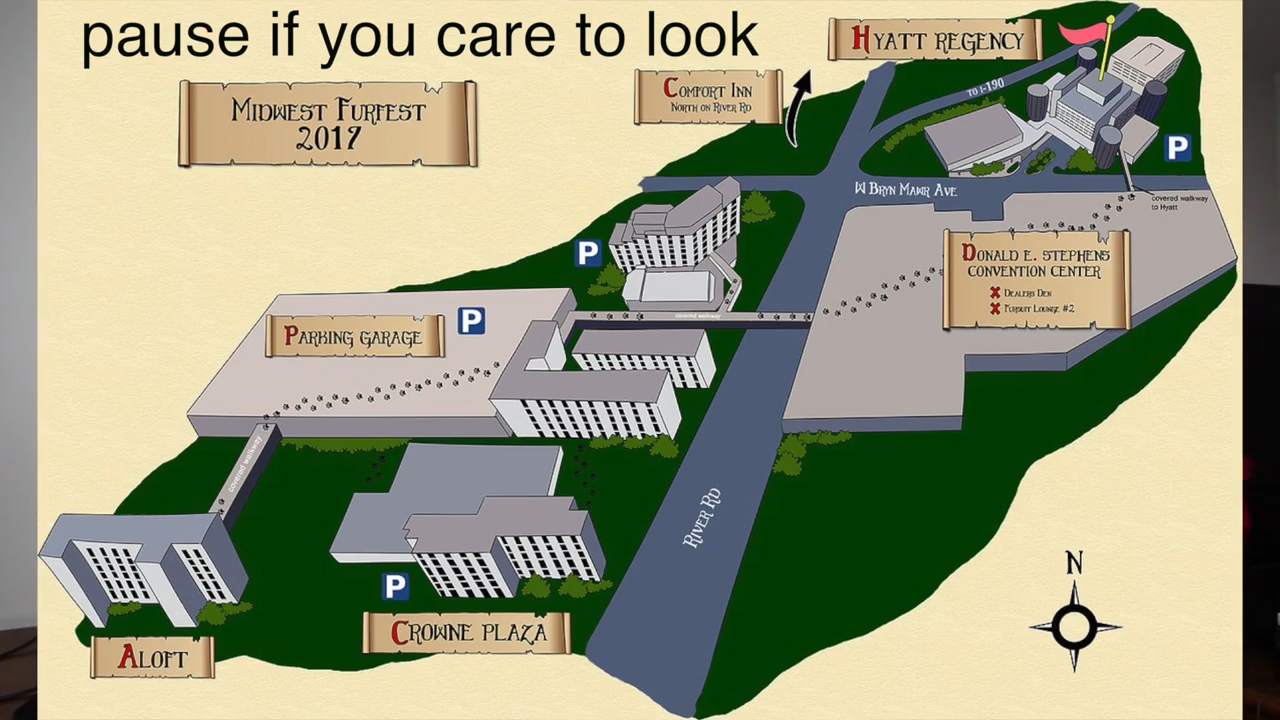 pause if you care to look
MIDWEST FURFEST
2017
HYATT REGENCY
COMFORT INN
NORTH ON RIVER RD
TO I-190
P
W BRYN MAWR AVE
covered walkway
to Hyatt
P
DONALD E. STEPHENS
CONVENTION CENTER
X DEALERS DEN
X FURSUIT LOUNGE #2
covered walkway
P
PARKING GARAGE
covered walkway
RIVER RD
N
P
CROWNE PLAZA
ALOFT